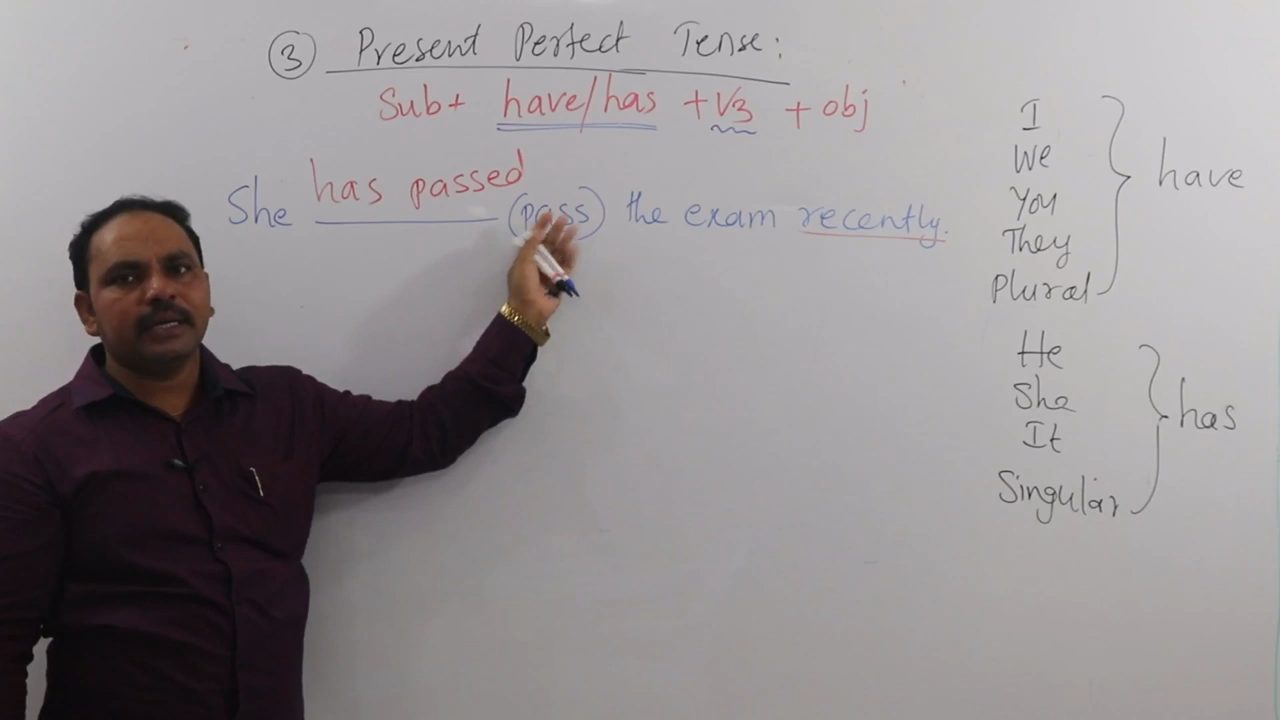 ③ Present Perfect Tense:
Sub+ have/has +V3 + obj
has passed
She ________ (pass) the exam recently.
I
We
You
They
Plural
have
He
She
It
Singular
has